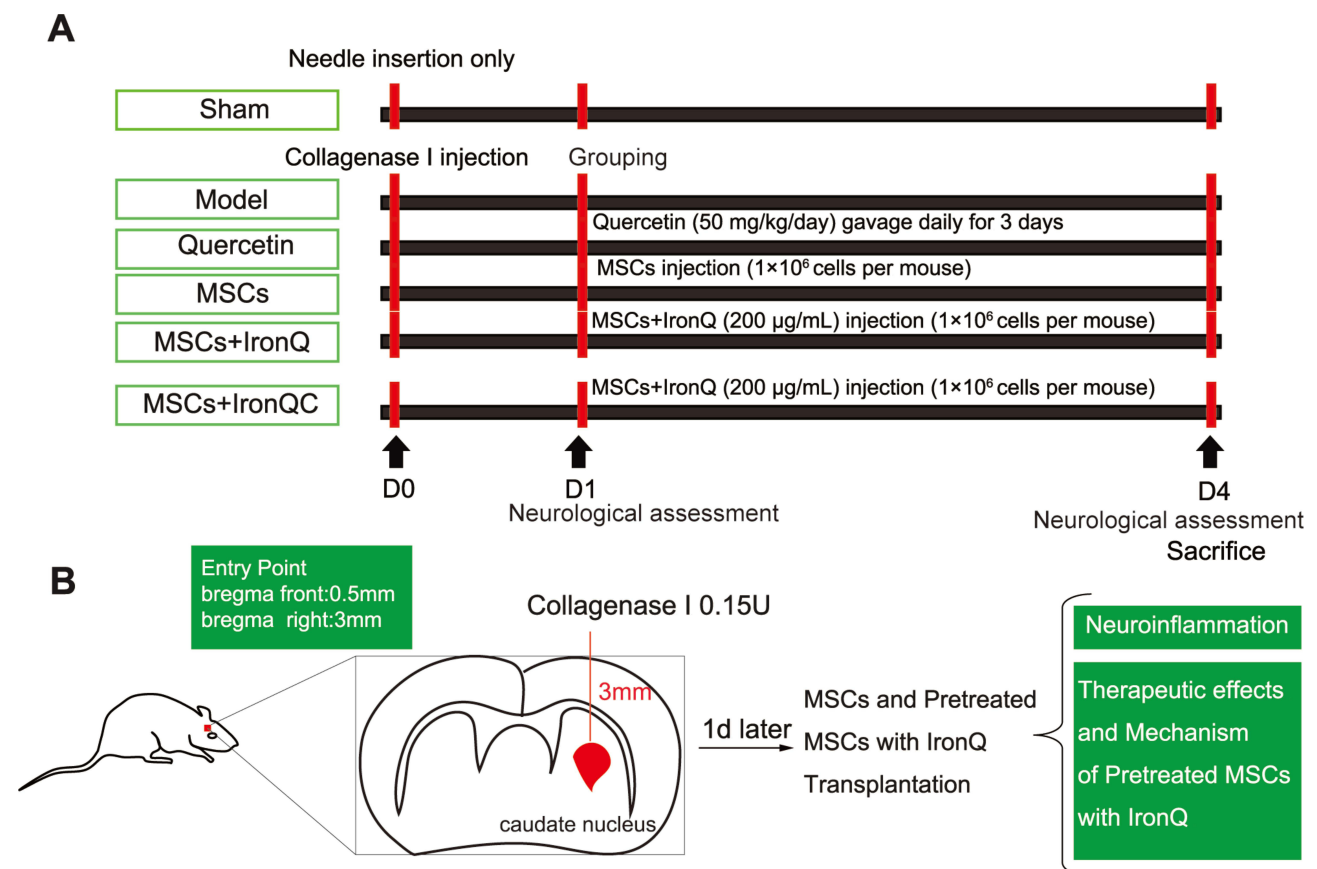 A
Needle insertion only
Sham
Collagenase I injection
Grouping
Model
Quercetin (50 mg/kg/day) gavage daily for 3 days
Quercetin
MSCs injection (1×10⁶ cells per mouse)
MSCs
MSCs+IronQ (200 µg/mL) injection (1×10⁶ cells per mouse)
MSCs+IronQ
MSCs+IronQ (200 µg/mL) injection (1×10⁶ cells per mouse)
MSCs+IronQC
D0
D1
D4
Neurological assessment
Neurological assessment
Sacrifice
B
Entry Point
bregma front:0.5mm
bregma right:3mm
Collagenase I 0.15U
3mm
caudate nucleus
1d later
MSCs and Pretreated
MSCs with IronQ
Transplantation
Neuroinflammation
Therapeutic effects
and Mechanism
of Pretreated MSCs
with IronQ